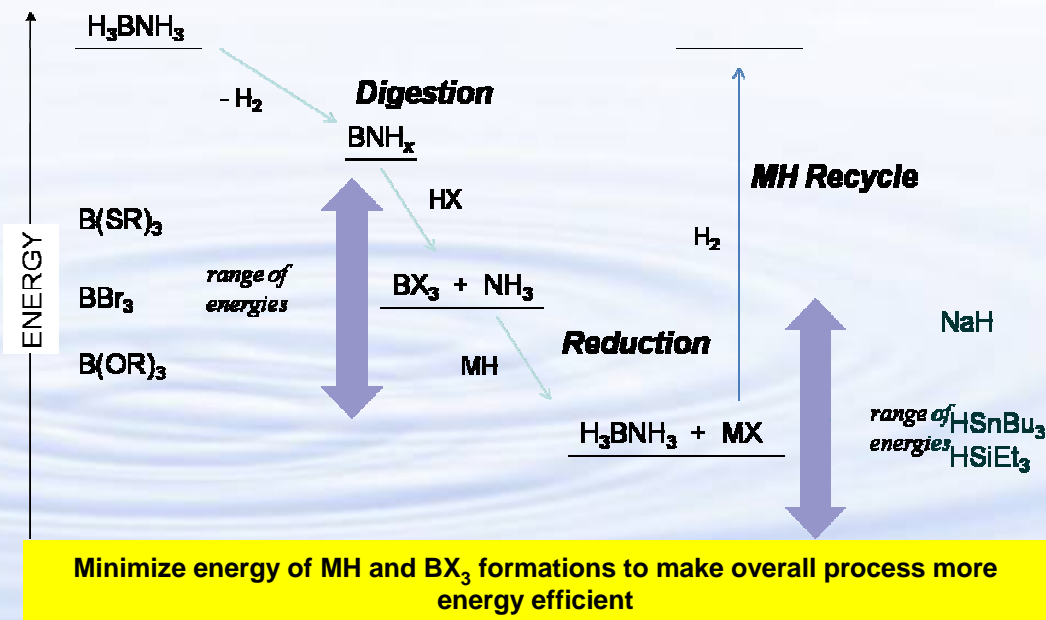 H₃BNH₃
- H₂
Digestion
BNHₓ
HX
MH Recycle
B(SR)₃
H₂
ENERGY
range of
energies
BX₃ + NH₃
BBr₃
NaH
Reduction
B(OR)₃
MH
range of
energies
HSnBu₃
HSiEt₃
H₃BNH₃ + MX
Minimize energy of MH and BX₃ formations to make overall process more
energy efficient